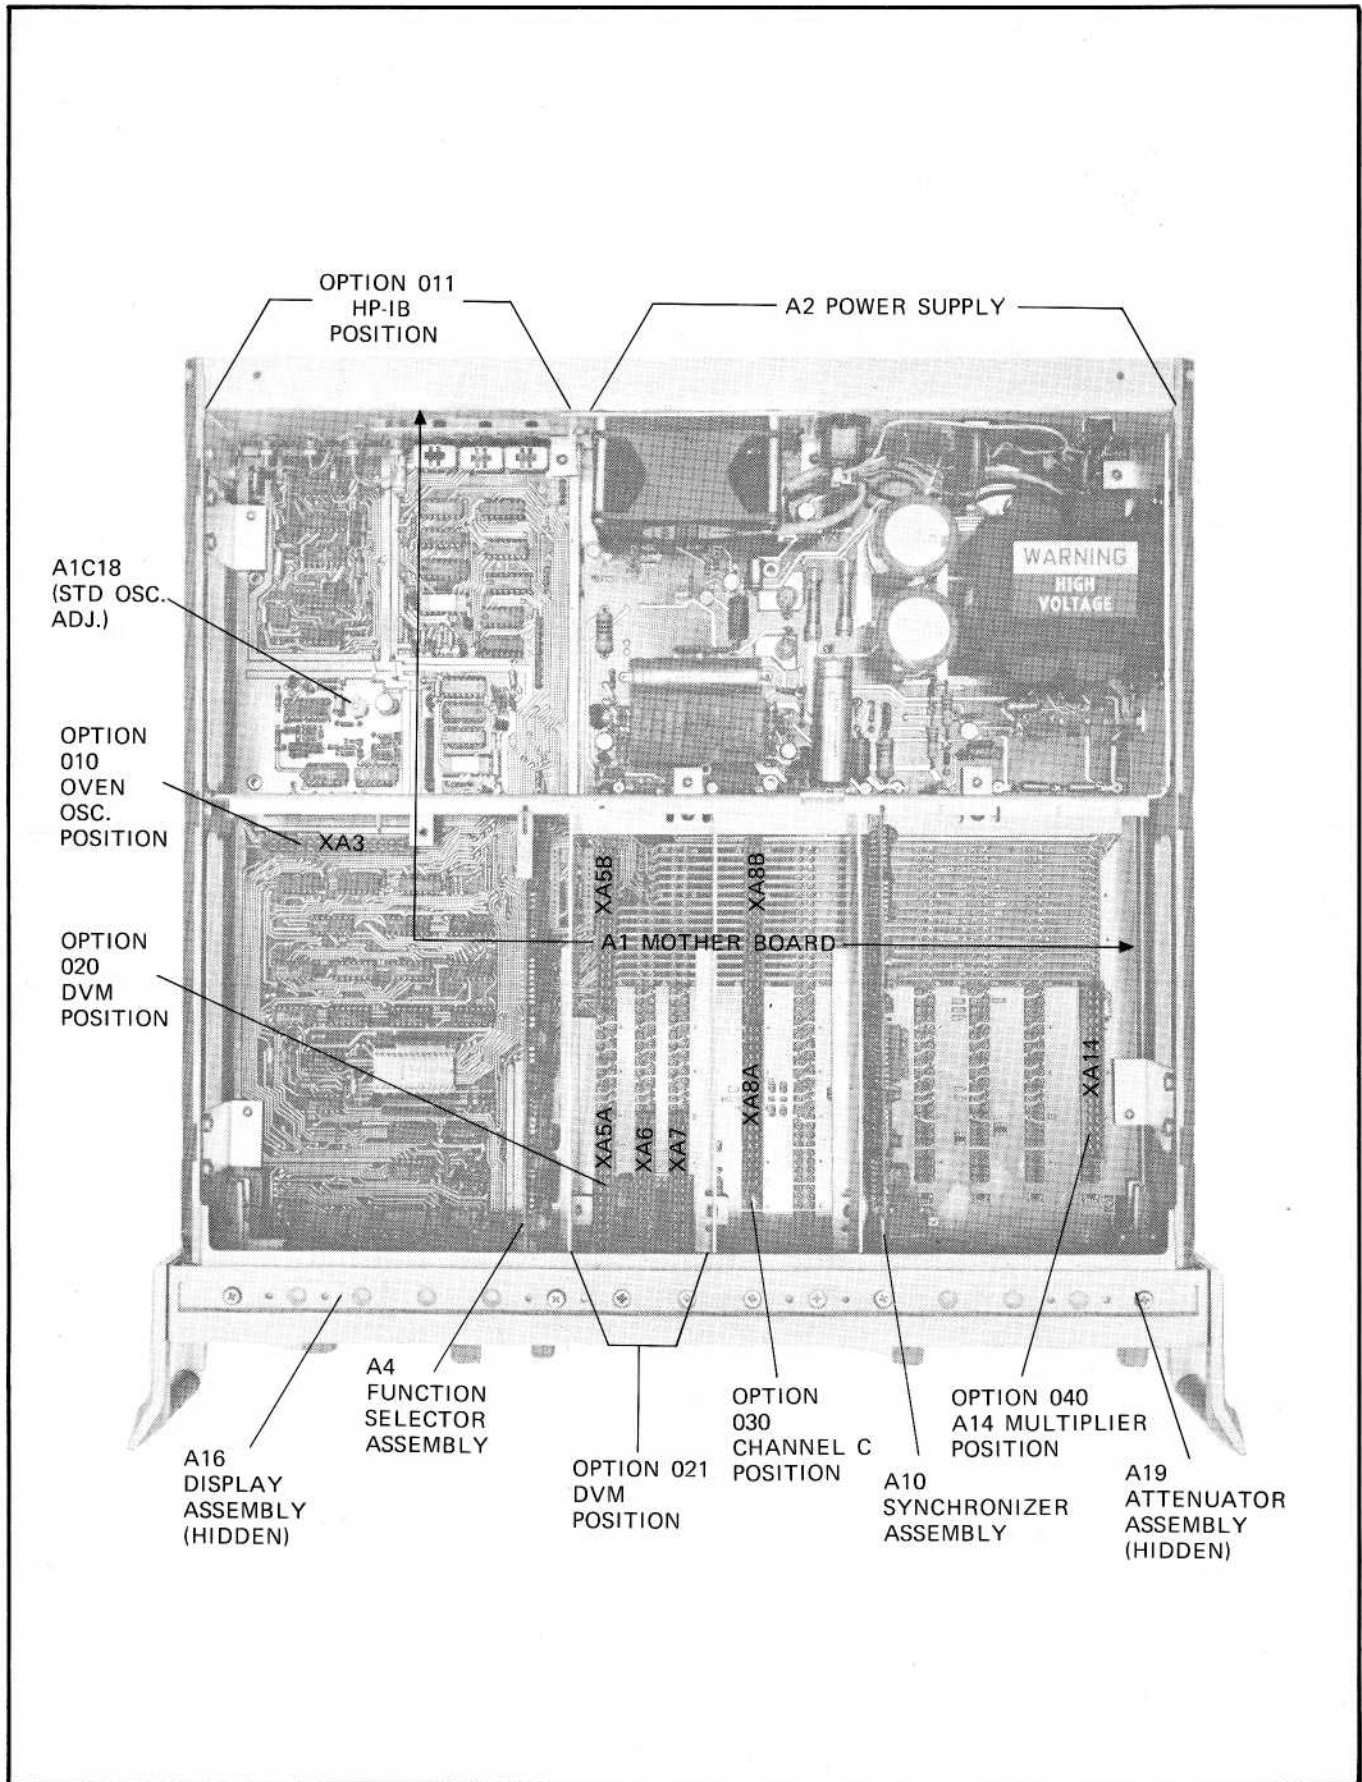 OPTION 011
HP-IB
POSITION
A2 POWER SUPPLY
WARNING
HIGH
VOLTAGE
A1C18
(STD OSC.
ADJ.)
OPTION
010
OVEN
OSC.
POSITION
XA3
XA5B
XA8B
OPTION
020
DVM
POSITION
A1 MOTHER BOARD
XA5A
XA6
XA7
XA8A
XA14
A16
DISPLAY
ASSEMBLY
(HIDDEN)
A4
FUNCTION
SELECTOR
ASSEMBLY
OPTION 021
DVM
POSITION
OPTION
030
CHANNEL C
POSITION
A10
SYNCHRONIZER
ASSEMBLY
OPTION 040
A14 MULTIPLIER
POSITION
A19
ATTENUATOR
ASSEMBLY
(HIDDEN)